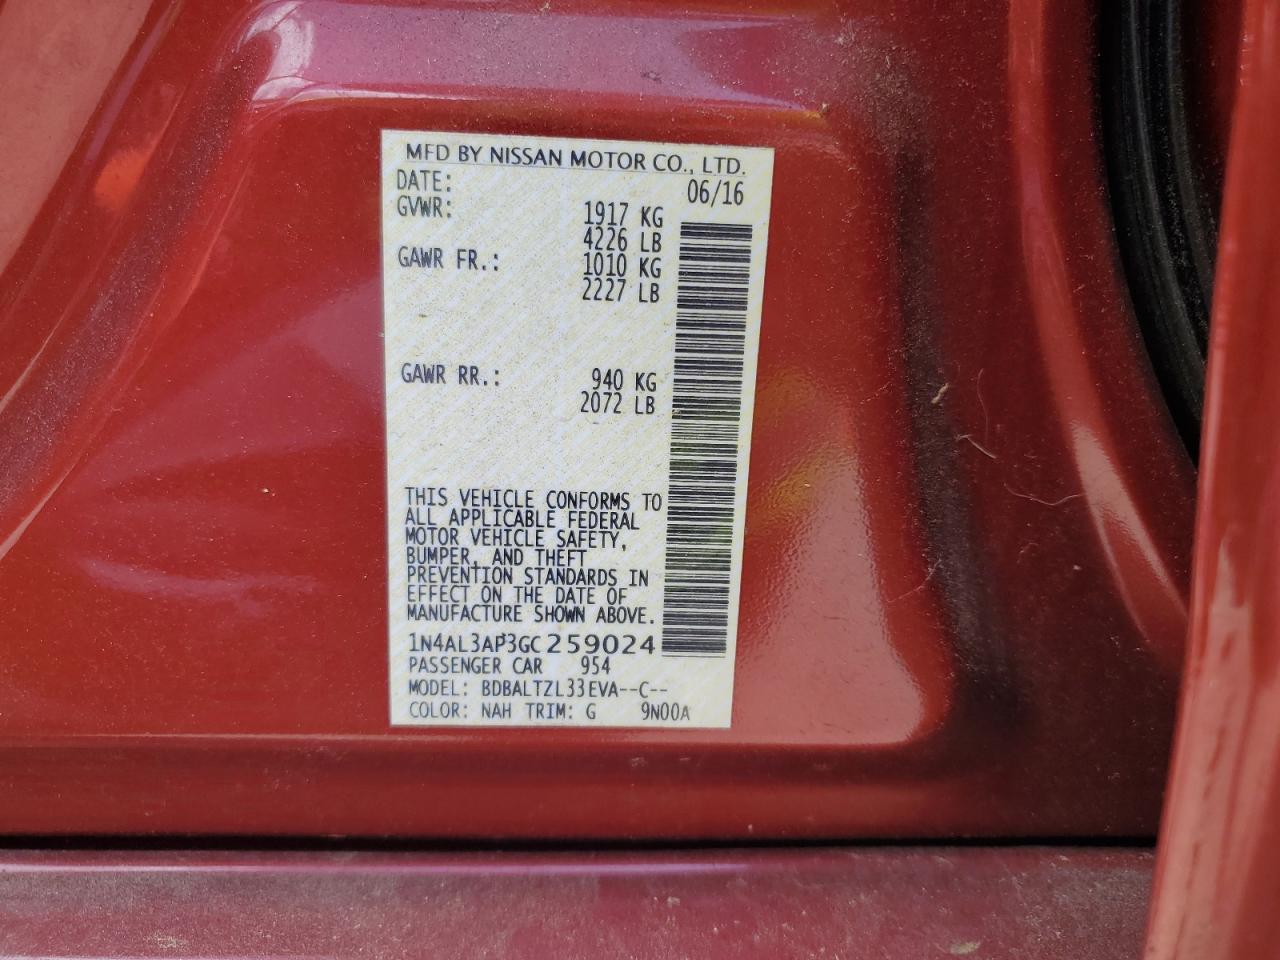 MFD BY NISSAN MOTOR CO., LTD.
DATE: 06/16
GVWR: 1917 KG
4226 LB
GAWR FR.: 1010 KG
2227 LB
GAWR RR.: 940 KG
2072 LB
THIS VEHICLE CONFORMS TO
ALL APPLICABLE FEDERAL
MOTOR VEHICLE SAFETY,
BUMPER, AND THEFT
PREVENTION STANDARDS IN
EFFECT ON THE DATE OF
MANUFACTURE SHOWN ABOVE.
1N4AL3AP3GC259024
PASSENGER CAR 954
MODEL: BDBALTZL33EVA--C--
COLOR: NAH TRIM: G 9N00A